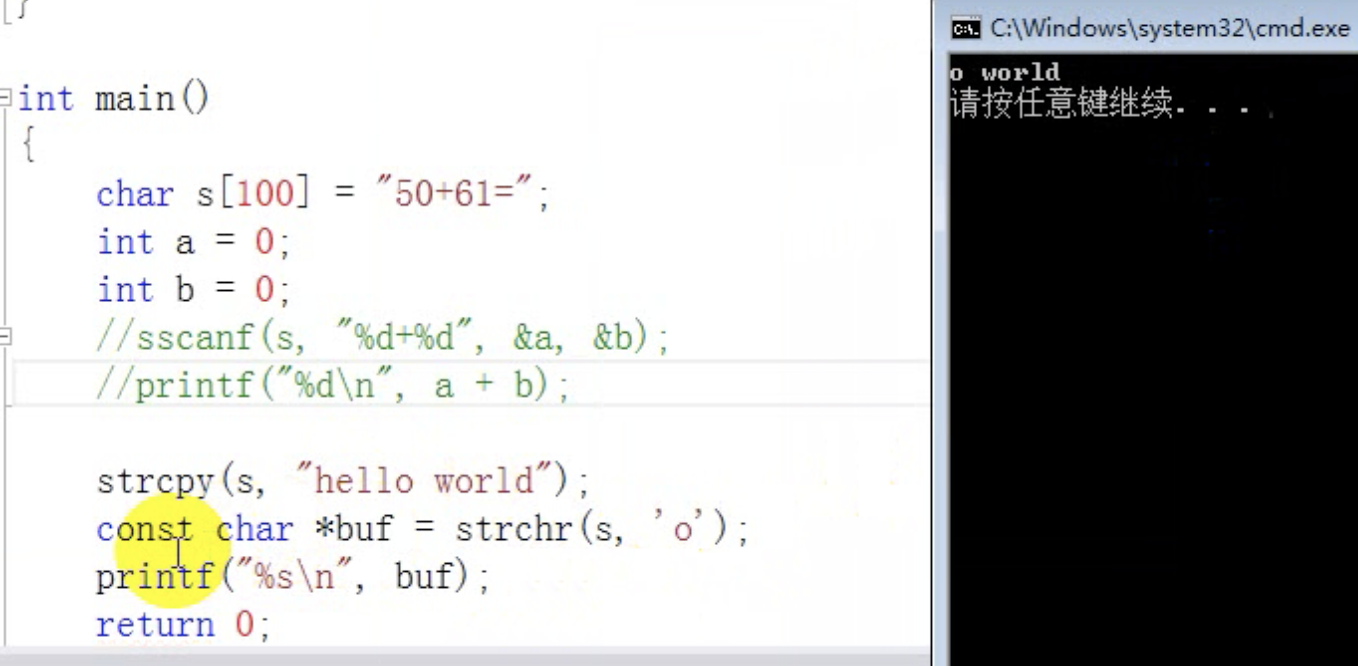 }
int main()
{
char s[100] = "50+61=";
int a = 0;
int b = 0;
//sscanf(s, "%d+%d", &a, &b);
//printf("%d\n", a + b);
strcpy(s, "hello world");
const char *buf = strchr(s, 'o');
printf("%s\n", buf);
return 0;
C:\Windows\system32\cmd.exe
o world
请按任意键继续. . .